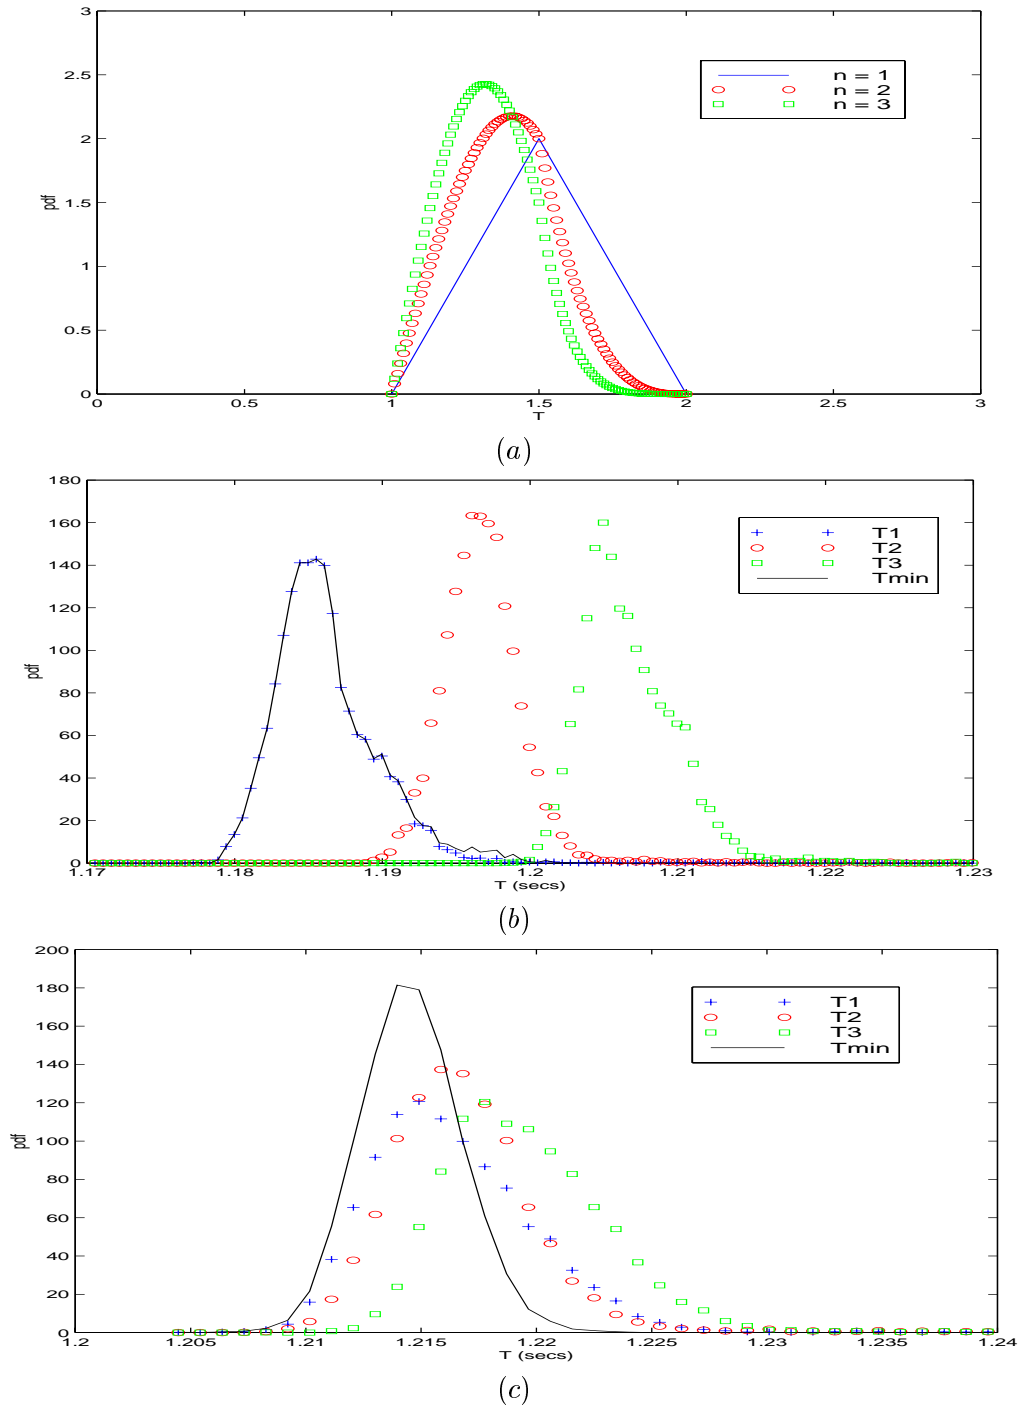 3
2.5
2
1.5
1
0.5
0
pdf
n = 1
n = 2
n = 3
0 0.5 1 1.5 2 2.5 3
T
(a)
180
160
140
120
100
80
60
40
20
0
pdf
T1
T2
T3
Tmin
1.17 1.18 1.19 1.2 1.21 1.22 1.23
T (secs)
(b)
200
180
160
140
120
100
80
60
40
20
0
pdf
T1
T2
T3
Tmin
1.2 1.205 1.21 1.215 1.22 1.225 1.23 1.235 1.24
T (secs)
(c)